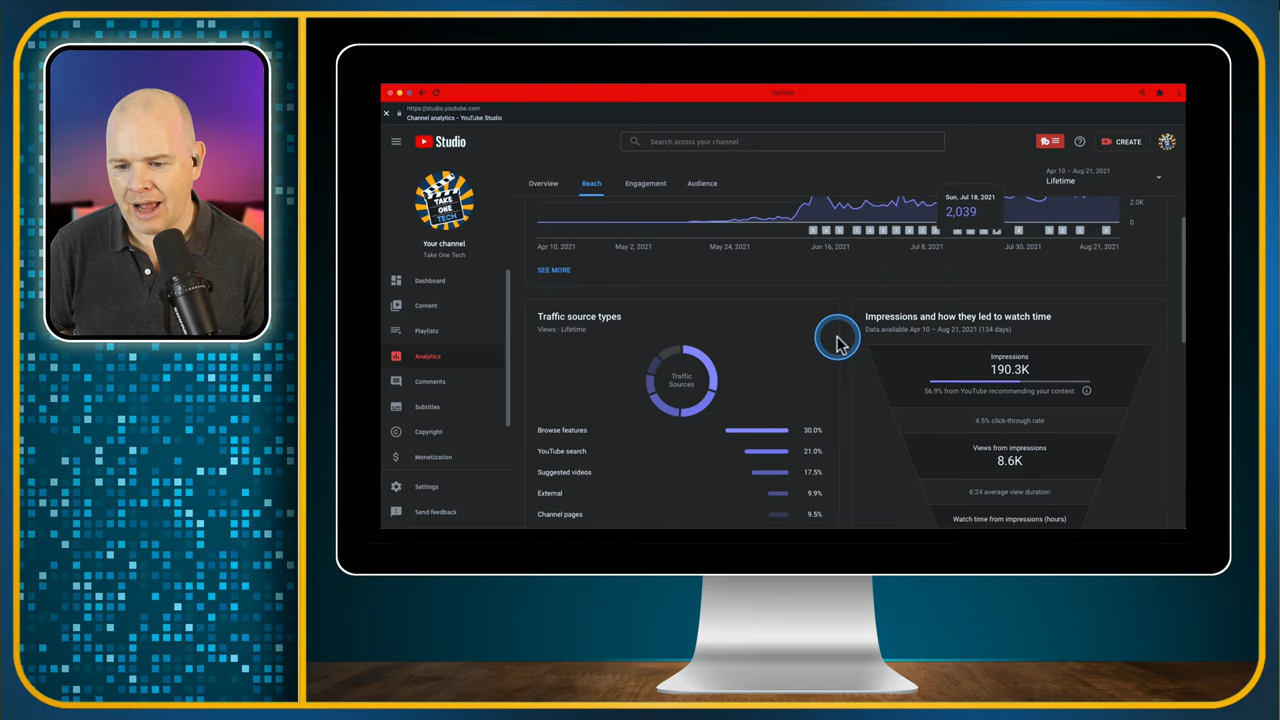 YouTube
https://studio.youtube.com
Channel analytics - YouTube Studio
Studio
Search across your channel
CREATE
TAKE ONE TECH
Your channel
Take One Tech
Dashboard
Content
Playlists
Analytics
Comments
Subtitles
Copyright
Monetization
Settings
Send feedback
Overview
Reach
Engagement
Audience
Apr 10 – Aug 21, 2021
Lifetime
Sun, Jul 18, 2021
2,039
2.0K
0
Apr 10, 2021
May 2, 2021
May 24, 2021
Jun 16, 2021
Jul 8, 2021
Jul 30, 2021
Aug 21, 2021
SEE MORE
Traffic source types
Views · Lifetime
Traffic
Sources
Browse features 30.0%
YouTube search 21.0%
Suggested videos 17.5%
External 9.9%
Channel pages 9.5%
Impressions and how they led to watch time
Data available Apr 10 – Aug 21, 2021 (134 days)
Impressions
190.3K
56.9% from YouTube recommending your content
4.5% click-through rate
Views from impressions
8.6K
6:24 average view duration
Watch time from impressions (hours)